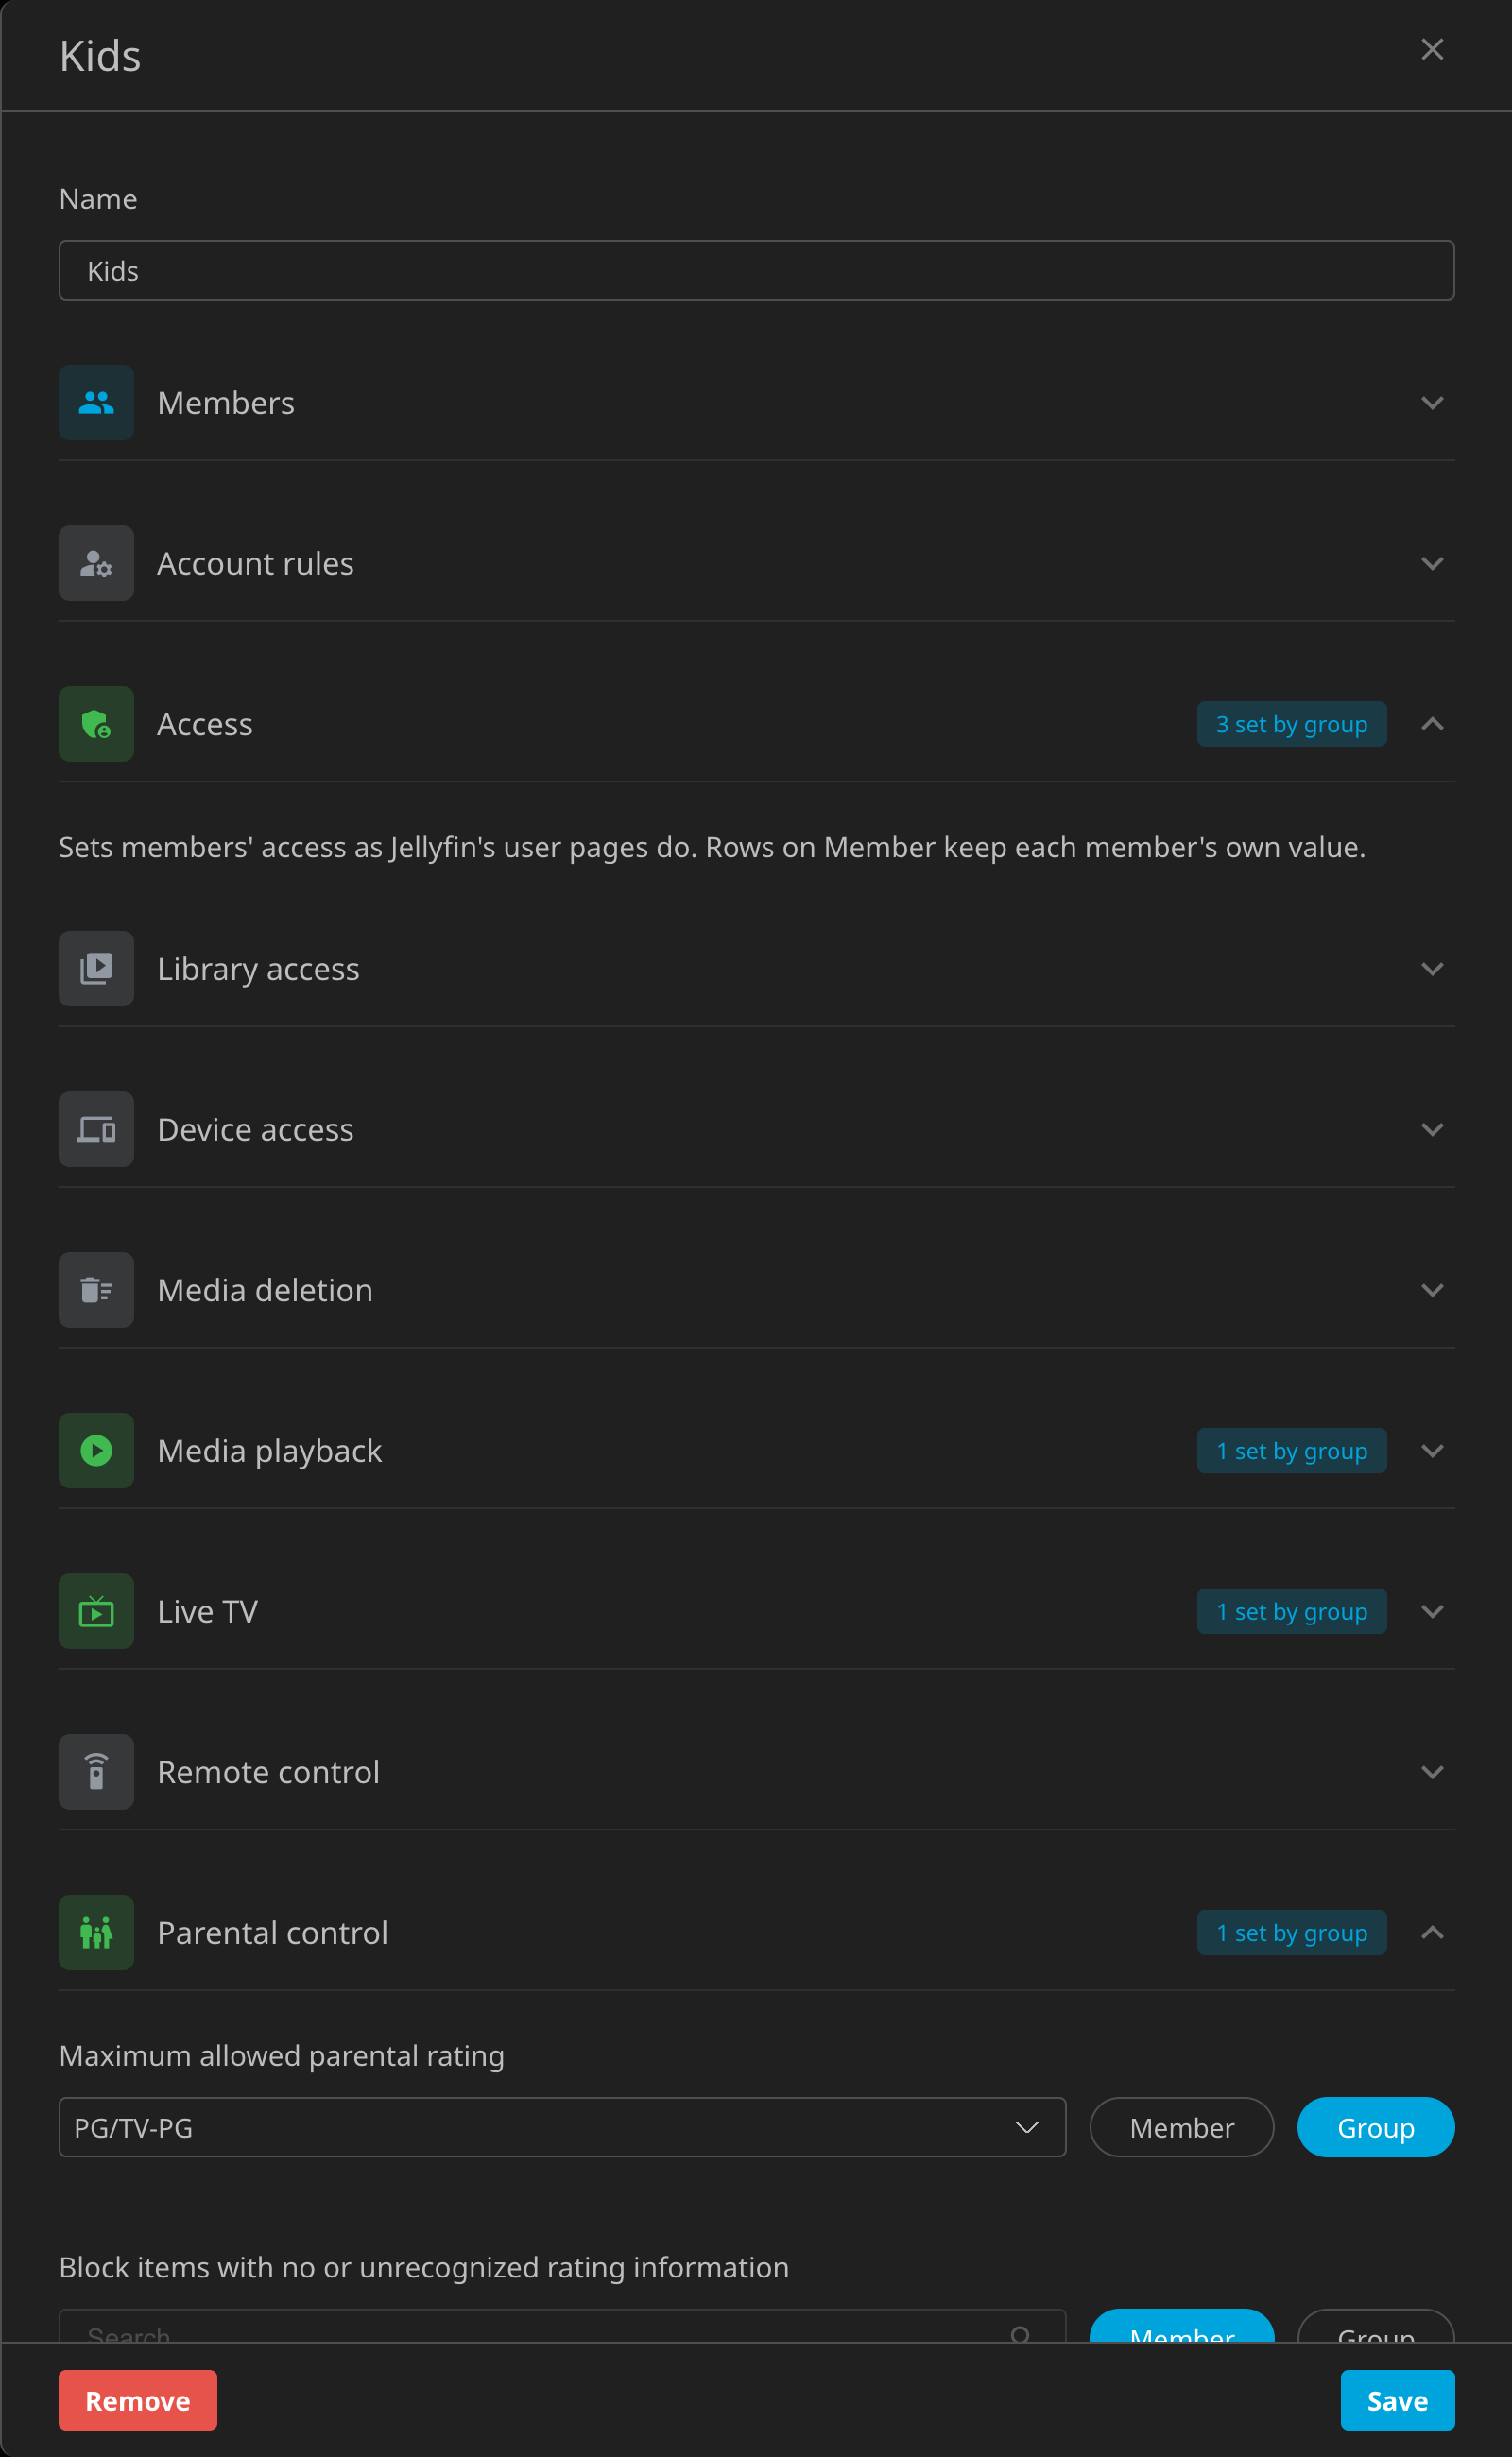 Kids
Name
Kids
Members
Account rules
Access
3 set by group
Sets members' access as Jellyfin's user pages do. Rows on Member keep each member's own value.
Library access
Device access
Media deletion
Media playback
1 set by group
Live TV
1 set by group
Remote control
Parental control
1 set by group
Maximum allowed parental rating
PG/TV-PG
Member
Group
Block items with no or unrecognized rating information
Search
Member
Group
Remove
Save